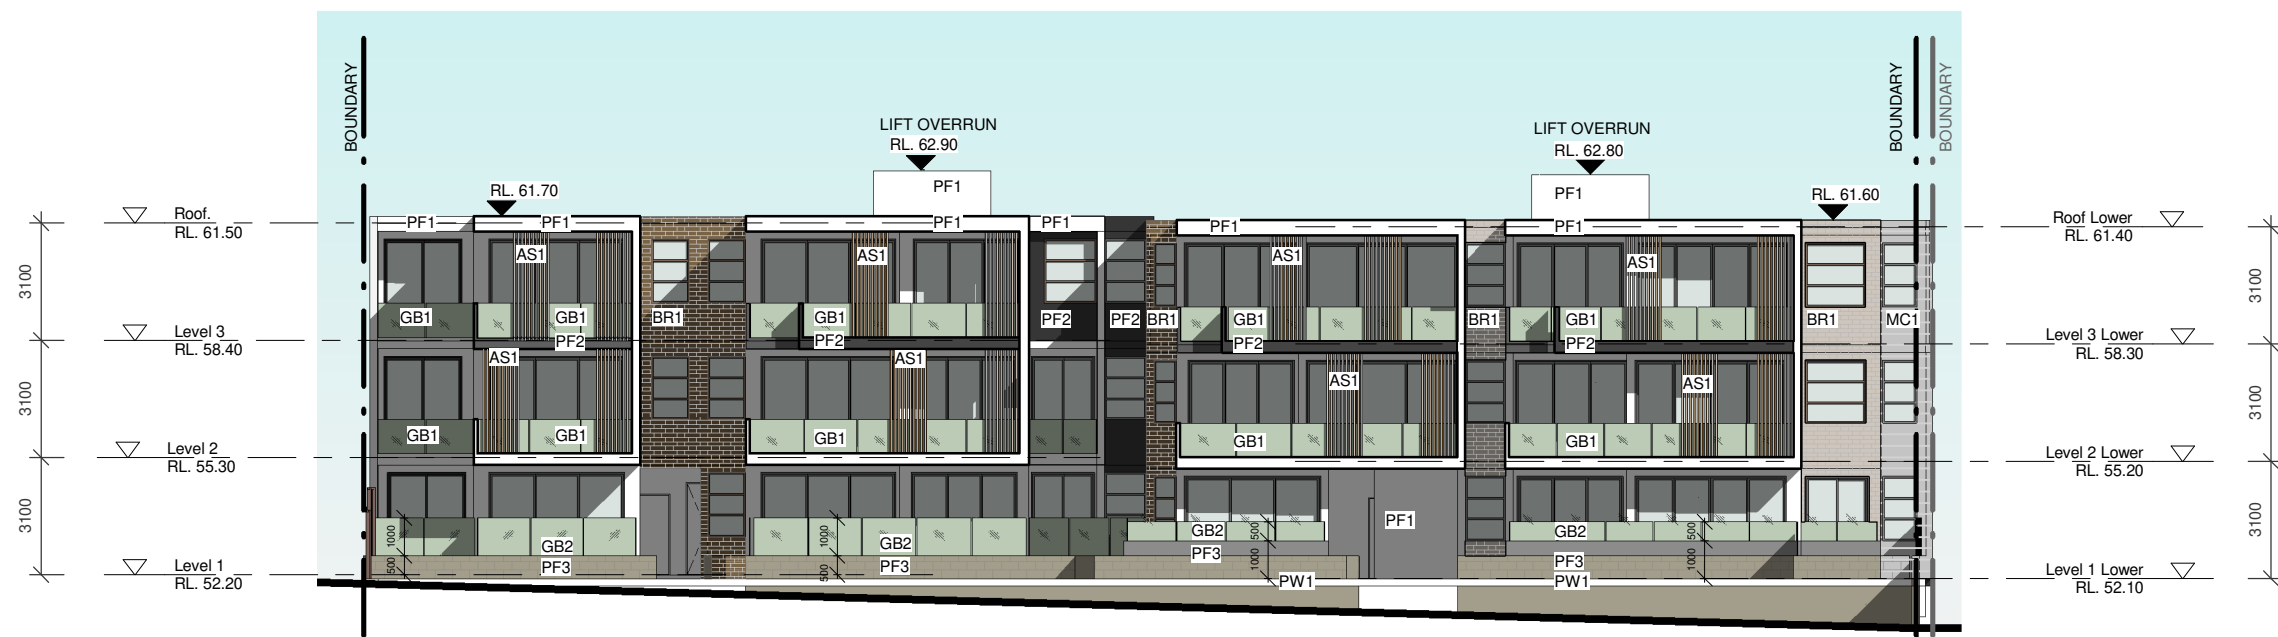 BOUNDARY
BOUNDARY
BOUNDARY
LIFT OVERRUN
RL. 62.90
LIFT OVERRUN
RL. 62.80
RL. 61.70
RL. 61.60
PF1
PF1
Roof.
RL. 61.50
PF1
PF1
PF1
PF1
PF1
PF1
Roof Lower
RL. 61.40
AS1
AS1
AS1
AS1
3100
3100
GB1
GB1
BR1
GB1
PF2
PF2
BR1
GB1
BR1
GB1
BR1
MC1
Level 3
RL. 58.40
PF2
PF2
PF2
PF2
Level 3 Lower
RL. 58.30
AS1
AS1
AS1
AS1
3100
3100
GB1
GB1
GB1
GB1
GB1
Level 2
RL. 55.30
Level 2 Lower
RL. 55.20
3100
3100
PF1
1000
GB2
1000
GB2
GB2
500
GB2
500
500
PF3
500
PF3
PF3
1000
PF3
1000
Level 1
RL. 52.20
PW1
PW1
Level 1 Lower
RL. 52.10